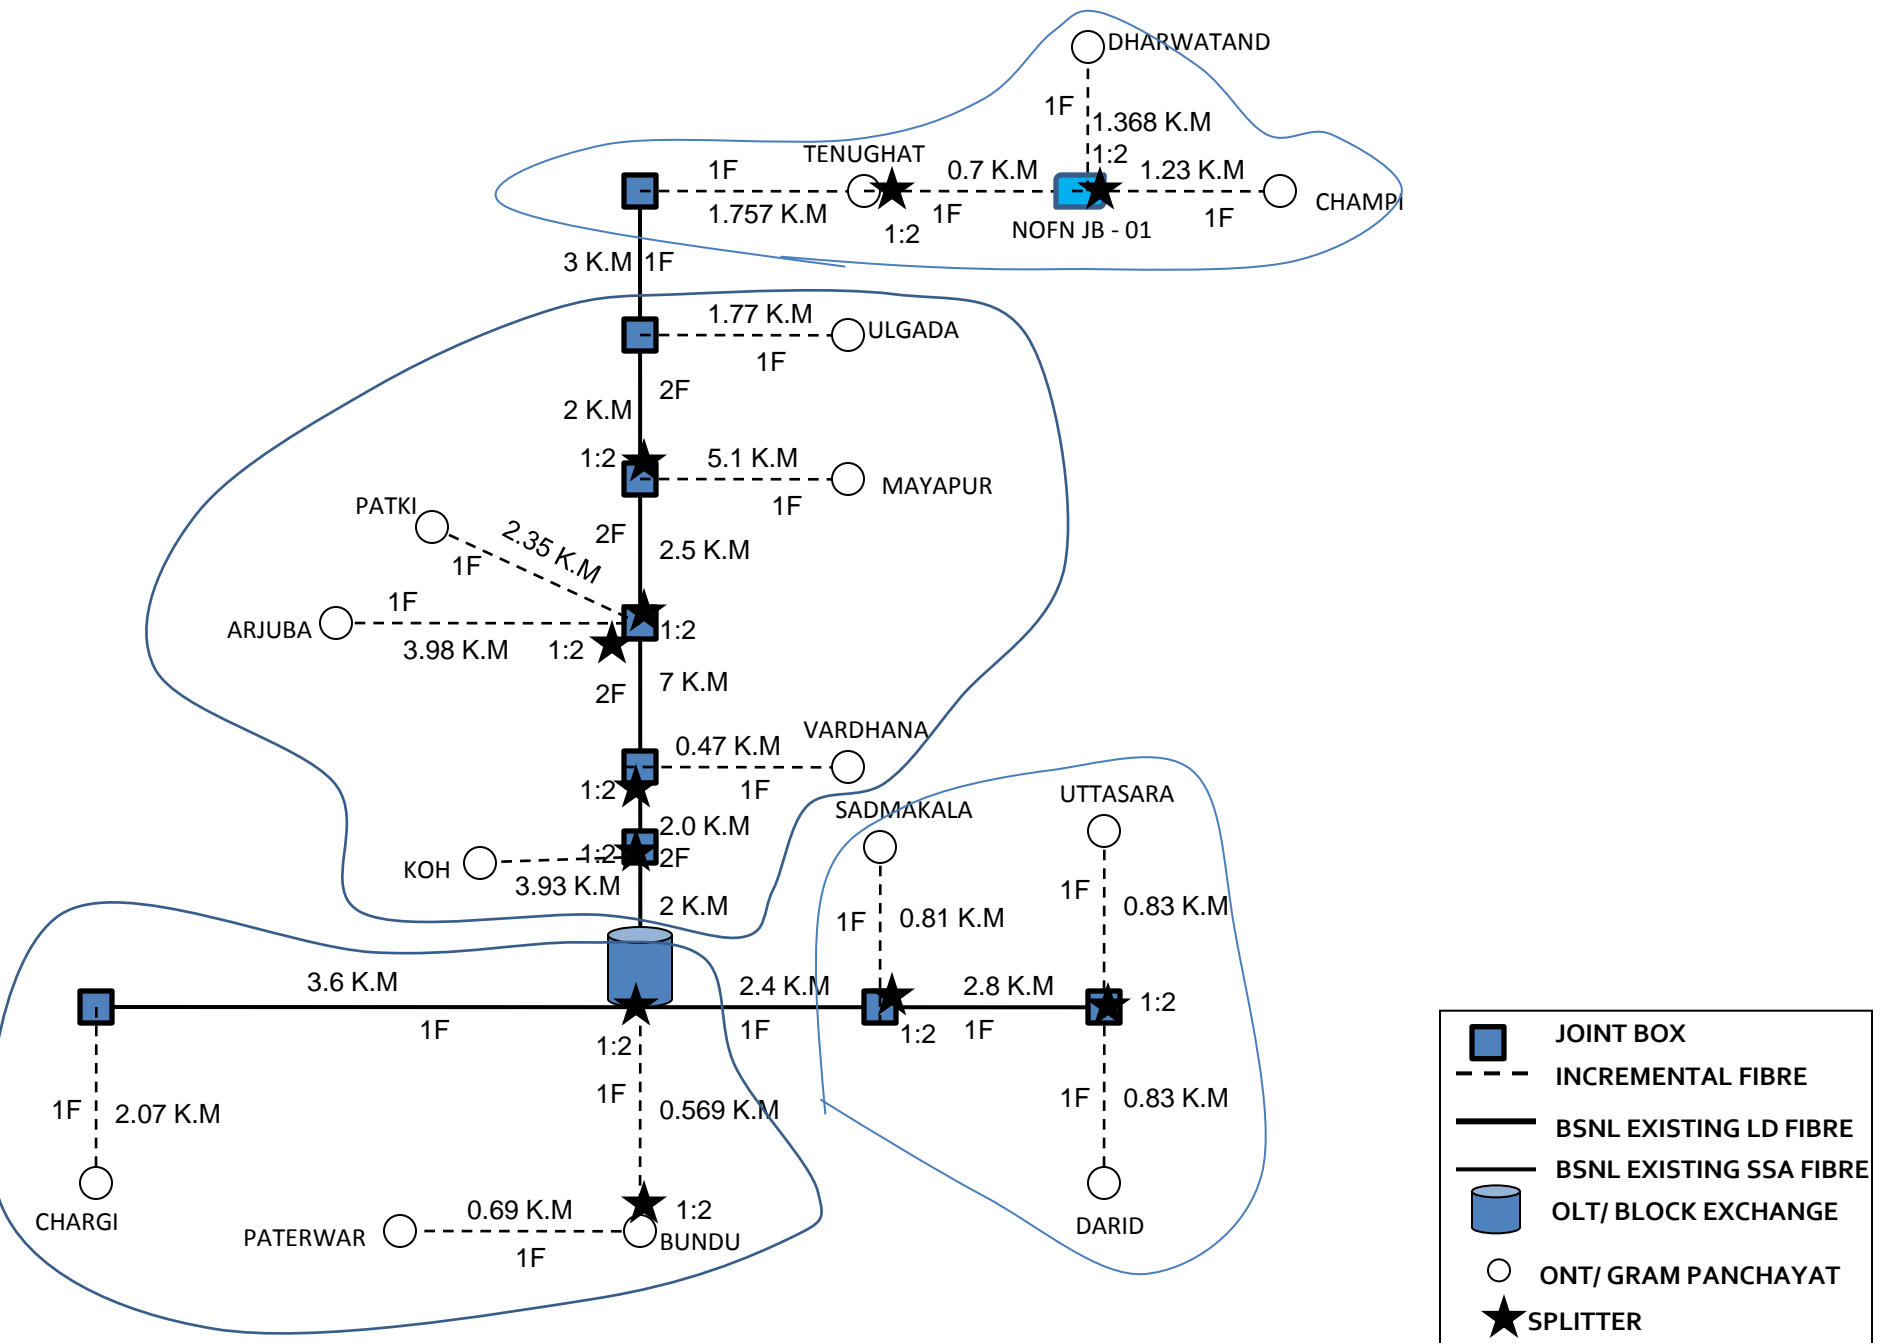 DHARWATAND
1F
1.368 K.M
TENUGHAT
1:2
1F
0.7 K.M
1.23 K.M
CHAMPI
1.757 K.M
1F
1F
1:2
NOFN JB - 01
3 K.M
1F
1.77 K.M
ULGADA
1F
2F
2 K.M
1:2
5.1 K.M
MAYAPUR
1F
PATKI
2.35 K.M
2F
2.5 K.M
1F
1F
ARJUBA
1:2
3.98 K.M
1:2
7 K.M
2F
VARDHANA
0.47 K.M
1F
1:2
2.0 K.M
1:2
2F
KOH
3.93 K.M
2 K.M
SADMAKALA
UTTASARA
1F
0.83 K.M
1F
0.81 K.M
3.6 K.M
2.4 K.M
2.8 K.M
1:2
1F
1F
1:2
1F
1:2
1F
0.569 K.M
1F
2.07 K.M
1F
0.83 K.M
CHARGI
0.69 K.M
1:2
PATERWAR
BUNDU
1F
DARID
JOINT BOX
INCREMENTAL FIBRE
BSNL EXISTING LD FIBRE
BSNL EXISTING SSA FIBRE
OLT/ BLOCK EXCHANGE
ONT/ GRAM PANCHAYAT
SPLITTER